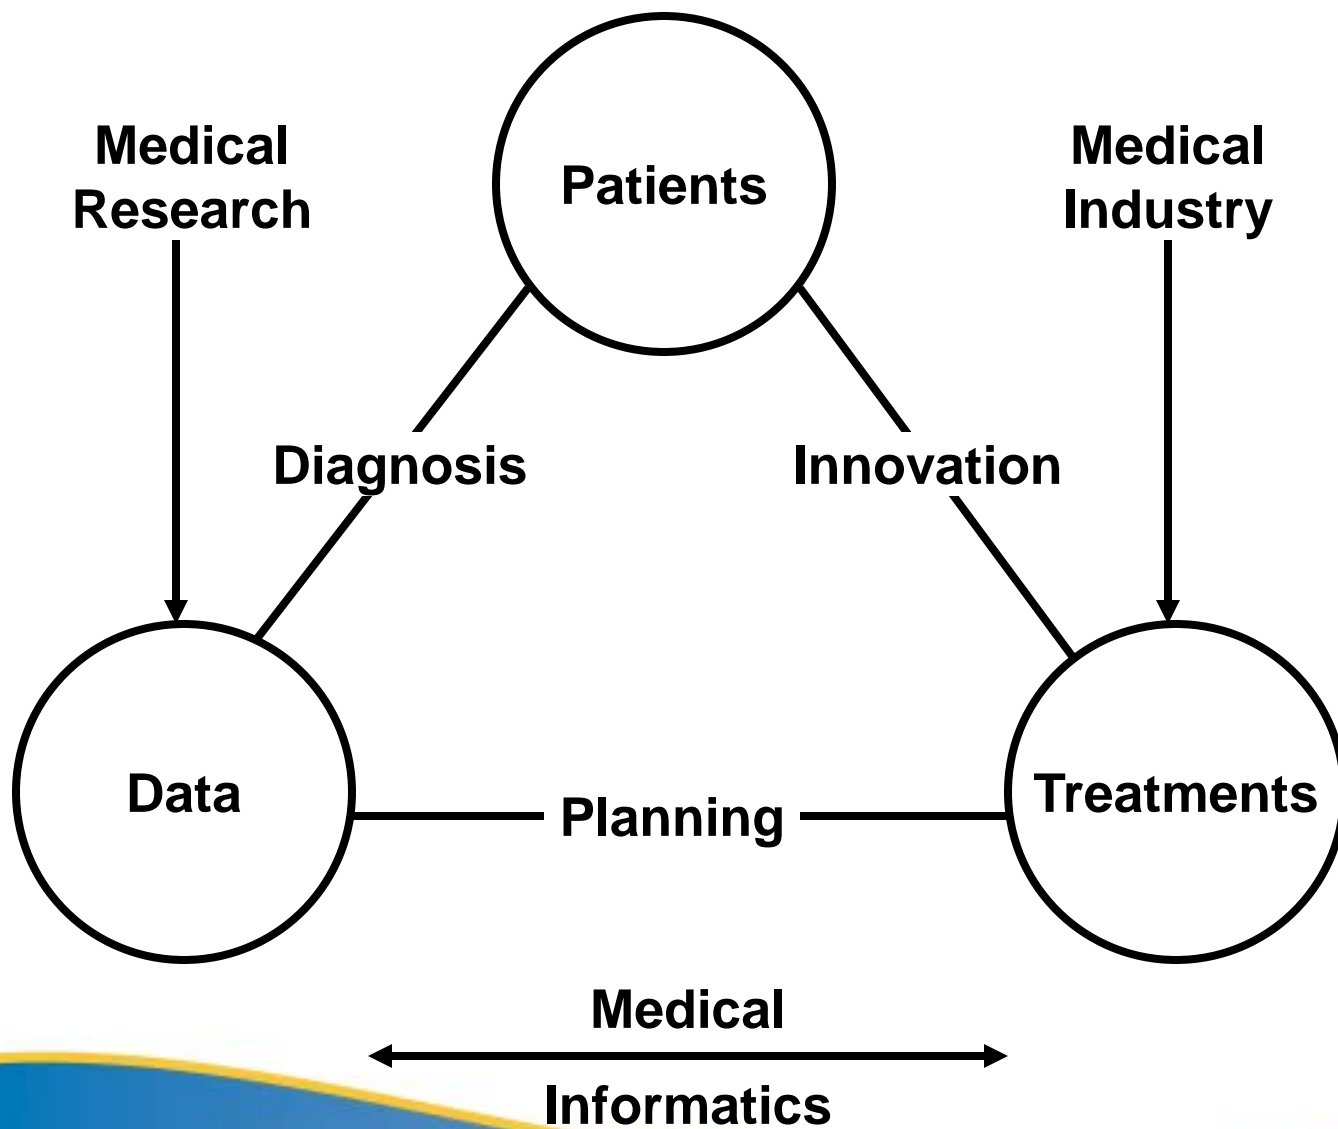 Medical
Research
Patients
Medical
Industry
Diagnosis
Innovation
Data
Planning
Treatments
Medical
Informatics